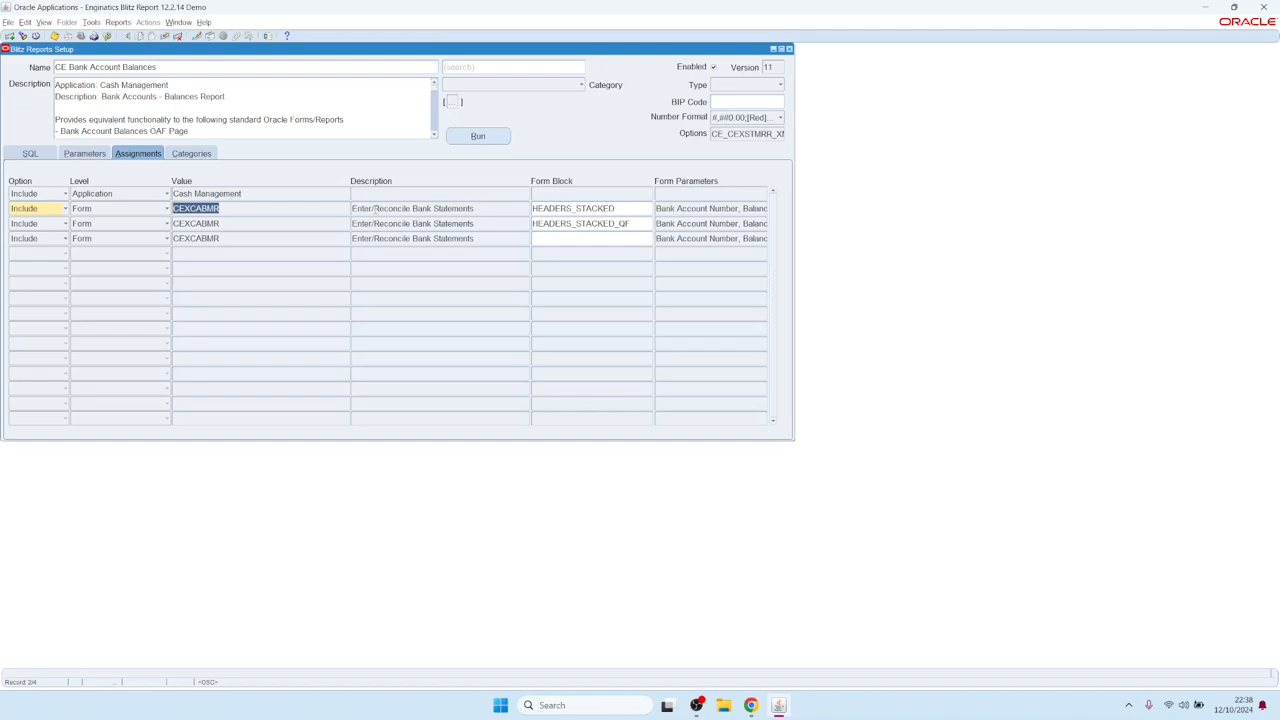 Oracle Applications - Enginatics Blitz Report 12.2.14 Demo
File Edit View Folder Tools Reports Actions Window Help
ORACLE
Blitz Reports Setup
Name CE Bank Account Balances (search) Enabled Version 11
Description Application: Cash Management Category Type
Description: Bank Accounts - Balances Report [ ... ] BIP Code
Provides equivalent functionality to the following standard Oracle Forms/Reports Number Format #,##0.00;[Red]...
- Bank Account Balances OAF Page Run Options CE_CEXSTMRR_XM
SQL Parameters Assignments Categories
Option Level Value Description Form Block Form Parameters
Include Application Cash Management
Include Form CEXCABMR Enter/Reconcile Bank Statements HEADERS_STACKED Bank Account Number, Balanc
Include Form CEXCABMR Enter/Reconcile Bank Statements HEADERS_STACKED_QF Bank Account Number, Balanc
Include Form CEXCABMR Enter/Reconcile Bank Statements Bank Account Number, Balanc
Record: 2/4 ... <OSC>
Search
22:38
12/10/2024